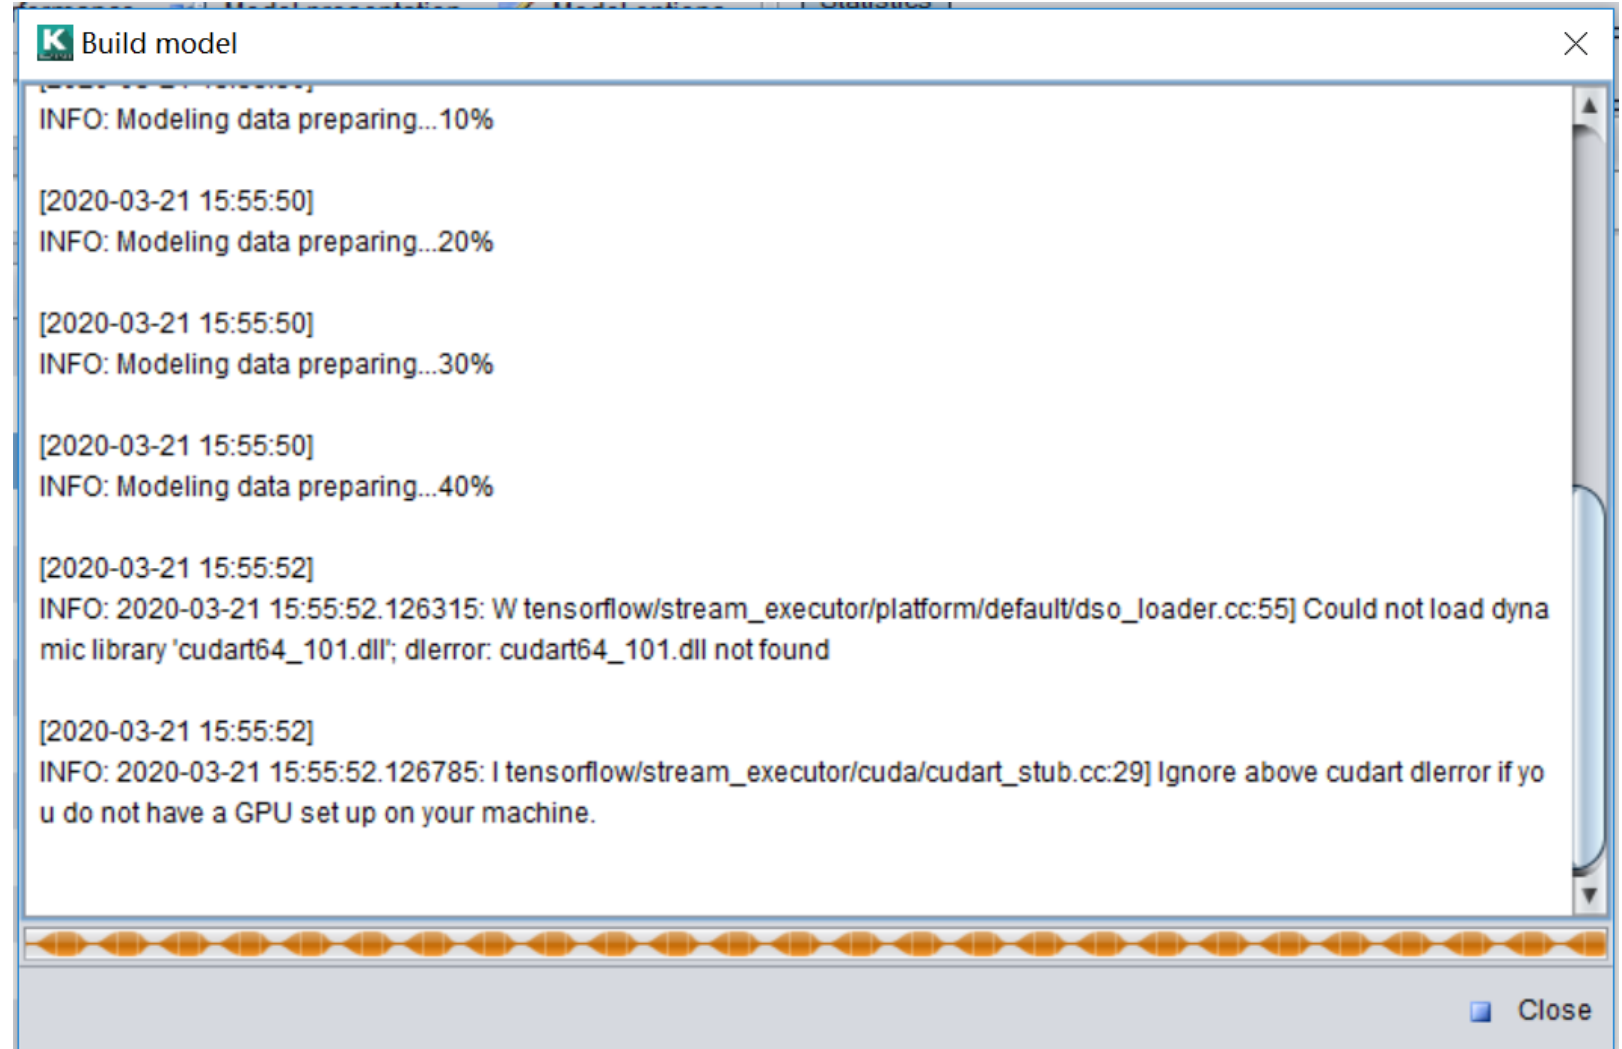 Model presentation
Statistics
K Build model
INFO: Modeling data preparing...10%
[2020-03-21 15:55:50]
INFO: Modeling data preparing...20%
[2020-03-21 15:55:50]
INFO: Modeling data preparing...30%
[2020-03-21 15:55:50]
INFO: Modeling data preparing...40%
[2020-03-21 15:55:52]
INFO: 2020-03-21 15:55:52.126315: W tensorflow/stream_executor/platform/default/dso_loader.cc:55] Could not load dyna
mic library 'cudart64_101.dll'; dlerror: cudart64_101.dll not found
[2020-03-21 15:55:52]
INFO: 2020-03-21 15:55:52.126785: I tensorflow/stream_executor/cuda/cudart_stub.cc:29] Ignore above cudart dlerror if yo
u do not have a GPU set up on your machine.
Close